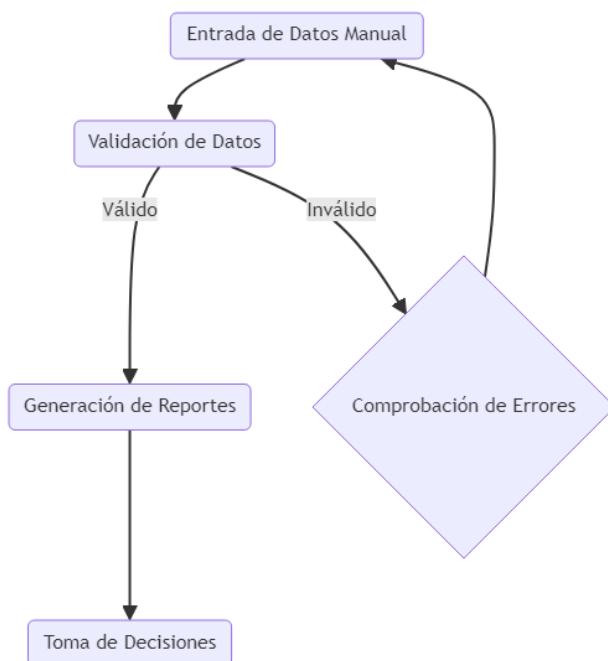 Entrada de Datos Manual
Validación de Datos
Válido
Inválido
Generación de Reportes
Comprobación de Errores
Toma de Decisiones